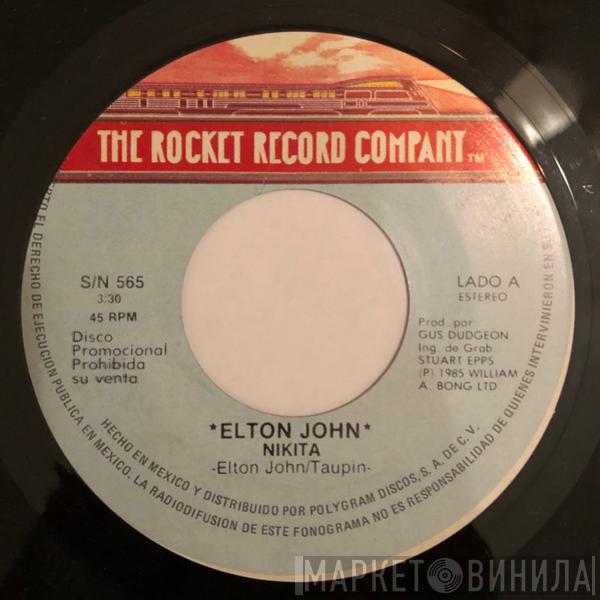 THE ROCKET RECORD COMPANY TM
S/N 565
3:30
45 RPM
Disco
Promocional
Prohibida
su venta
LADO A
ESTEREO
Prod. por
GUS DUDGEON
Ing. de Grab.
STUART EPPS
(P) 1985 WILLIAM
A. BONG LTD.
*ELTON JOHN*
NIKITA
-Elton John/Taupin-
HECHO EN MEXICO Y DISTRIBUIDO POR POLYGRAM DISCOS, S. A. DE C. V.
EL DERECHO DE EJECUCION PUBLICA EN MEXICO. LA RADIODIFUSION DE ESTE FONOGRAMA NO ES RESPONSABILIDAD DE QUIENES INTERVINIERON EN
МАРКЕТ ВИНИЛА